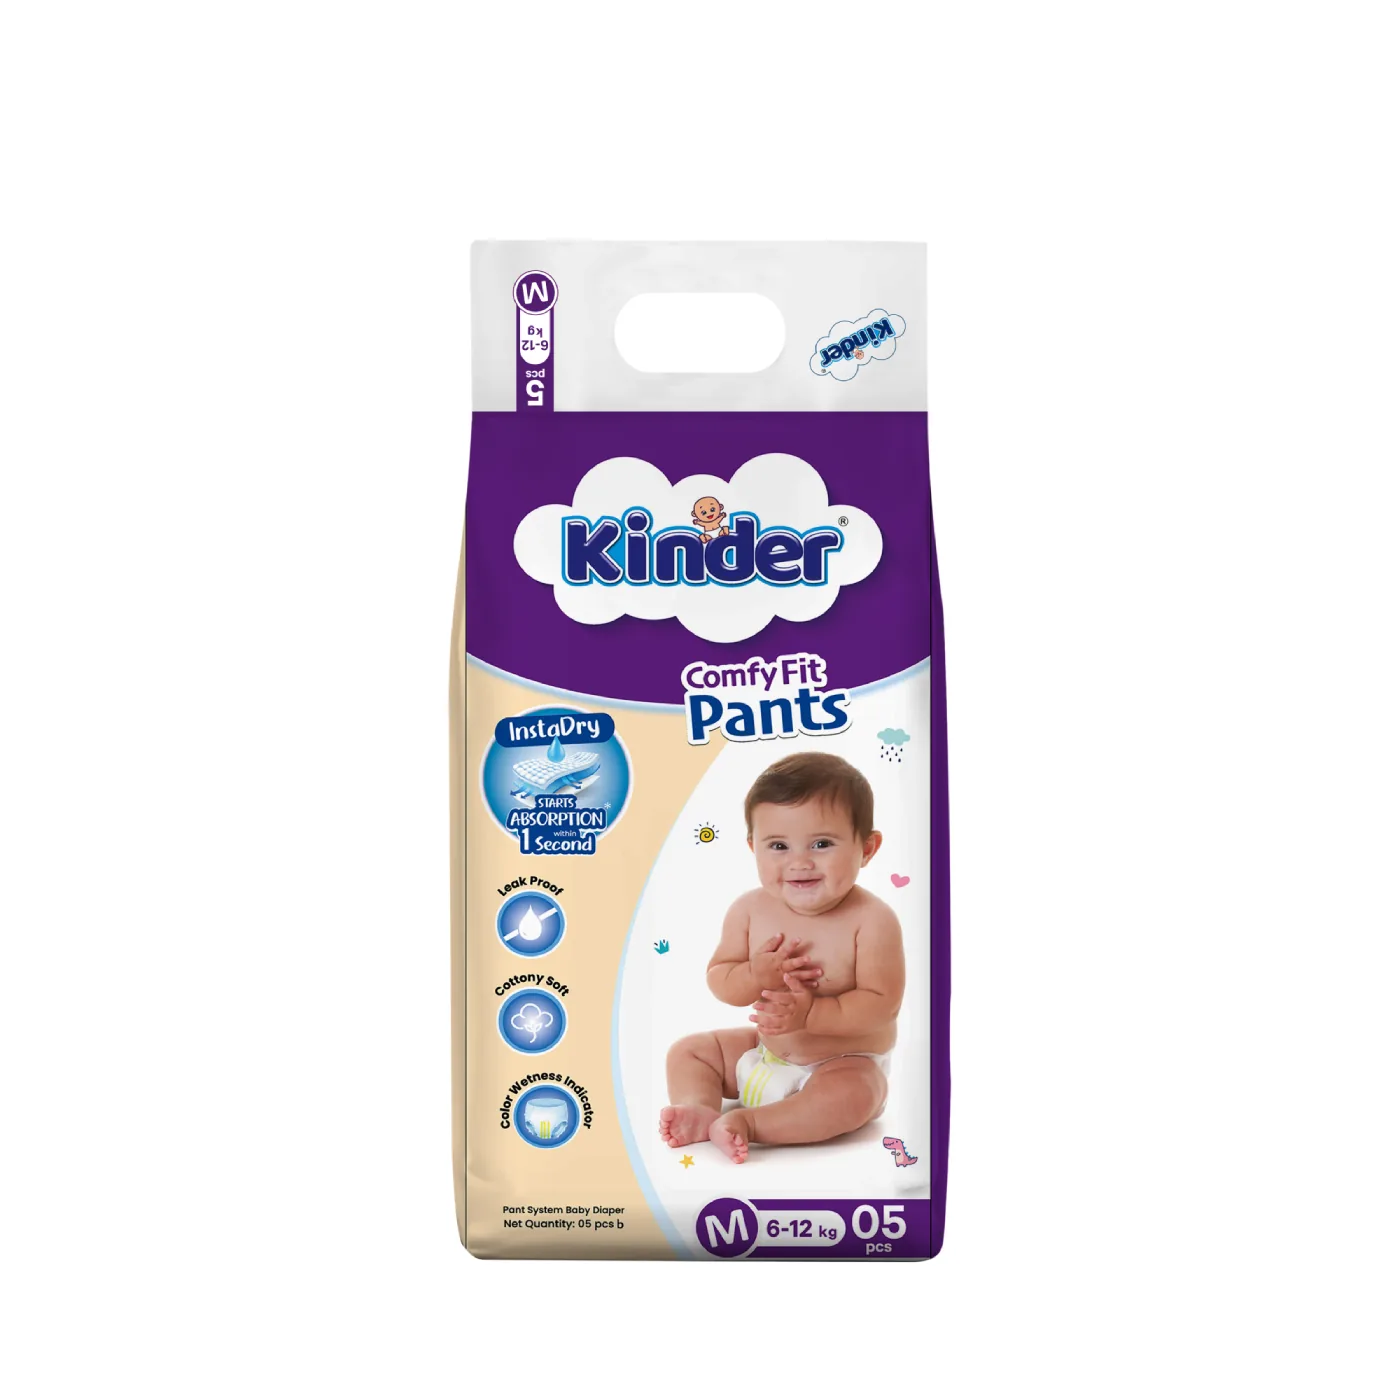 M
6-12
kg
5
pcs
Kinder
®
Kinder
®
Comfy Fit
Pants
InstaDry
STARTS
ABSORPTION*
within
1 Second
Leak Proof
Cottony Soft
Color Wetness Indicator
Pant System Baby Diaper
Net Quantity: 05 pcs b
M 6-12 kg 05
pcs